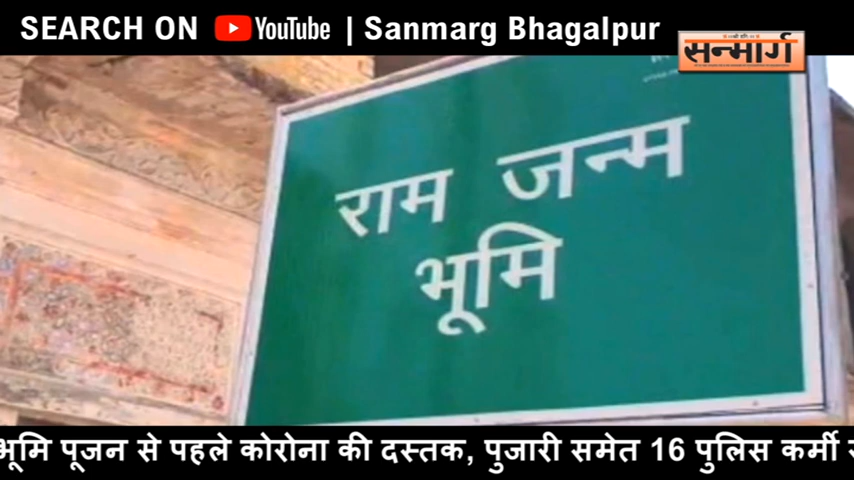 SEARCH ON YouTube | Sanmarg Bhagalpur
सन्मार्ग
राम जन्म
भूमि
भूमि पूजन से पहले कोरोना की दस्तक, पुजारी समेत 16 पुलिस कर्मी